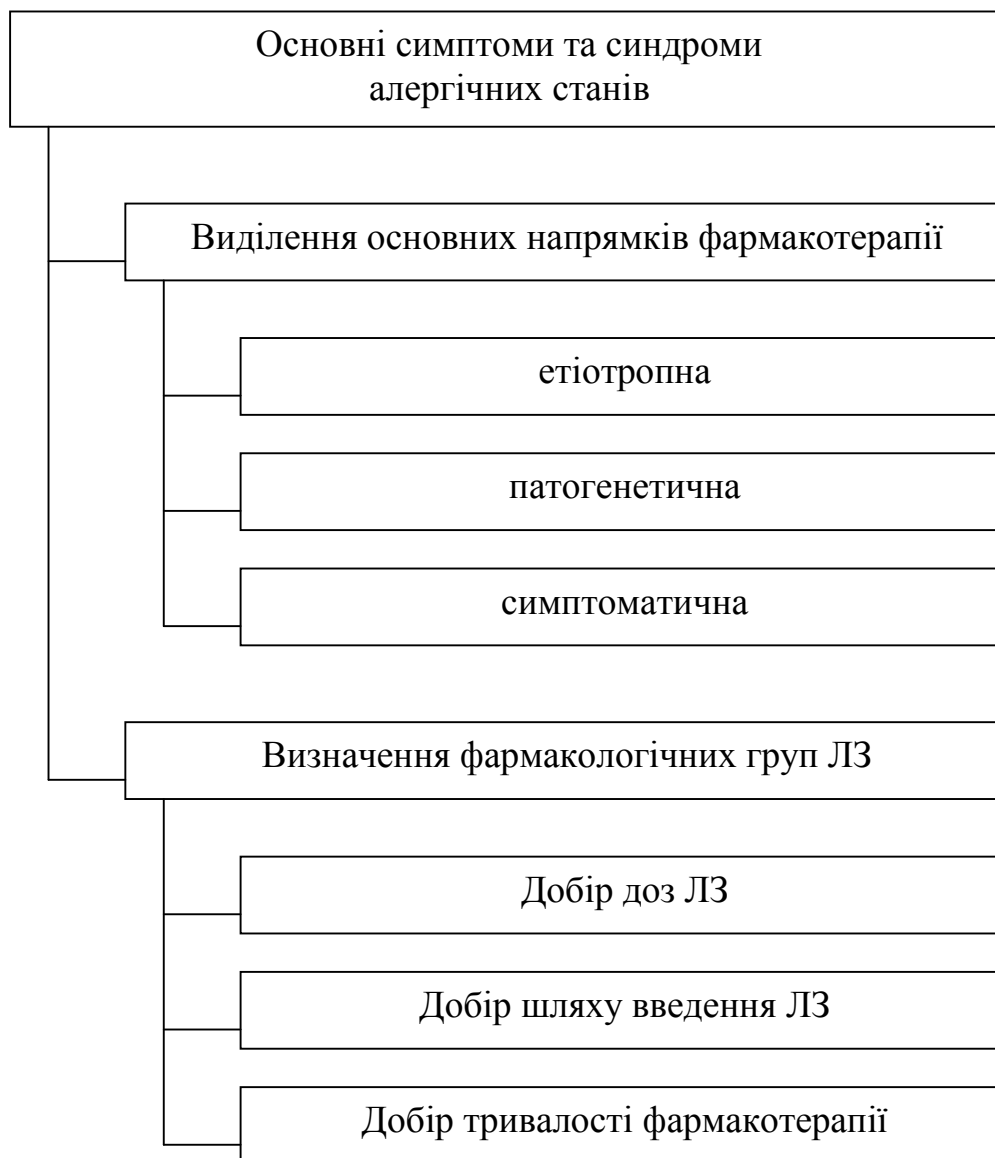 Основні симптоми та синдроми
алергічних станів
Виділення основних напрямків фармакотерапії
етіотропна
патогенетична
симптоматична
Визначення фармакологічних груп ЛЗ
Добір доз ЛЗ
Добір шляху введення ЛЗ
Добір тривалості фармакотерапії